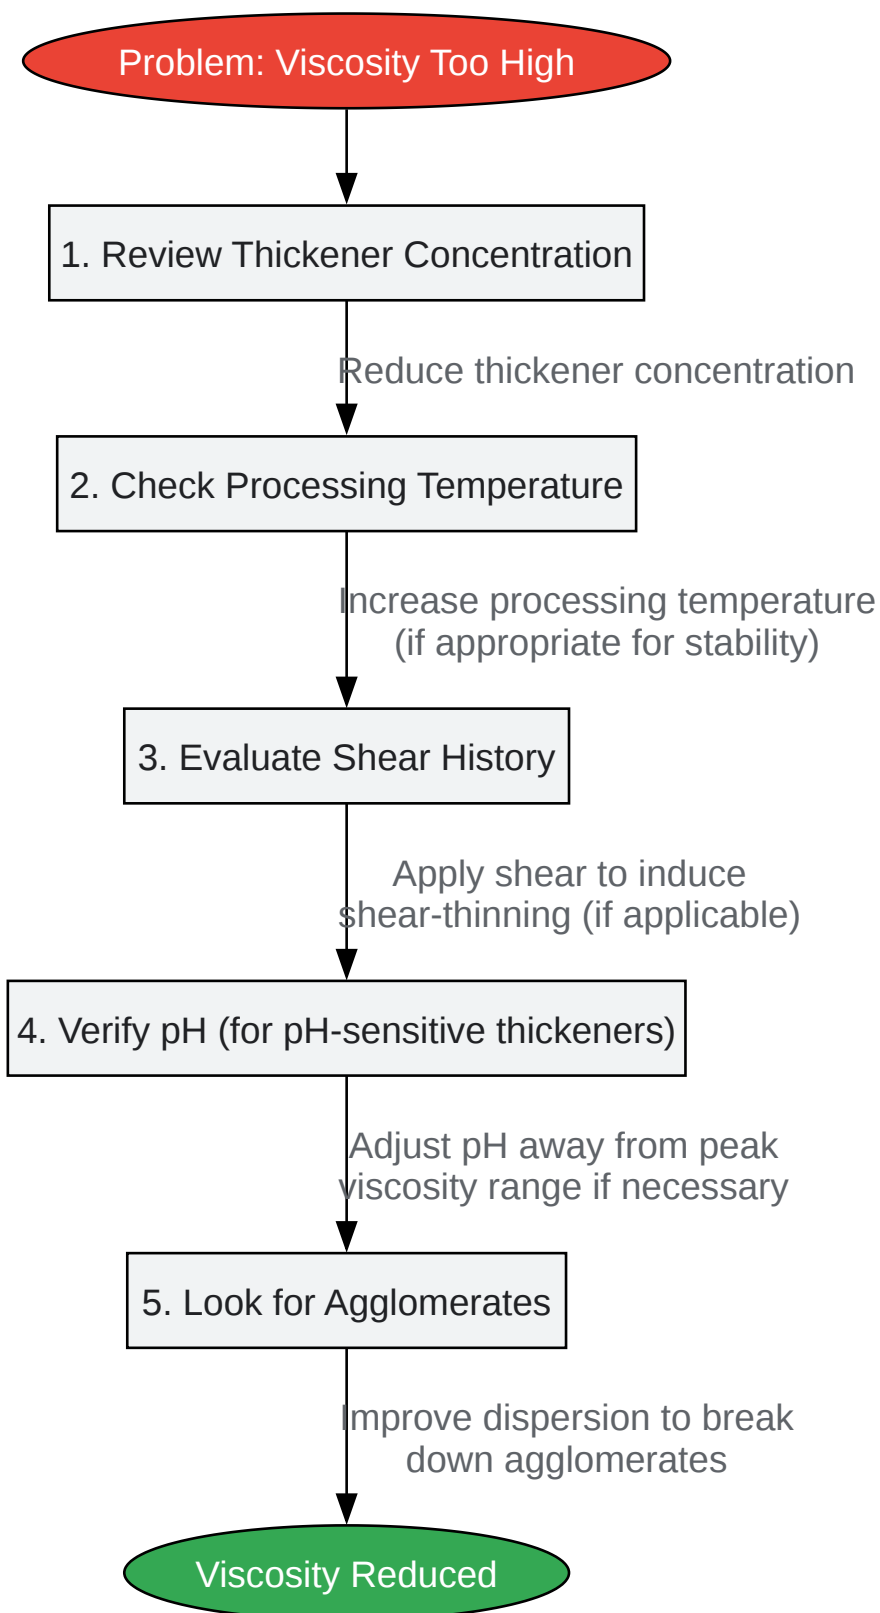 Problem: Viscosity Too High
1. Review Thickener Concentration
Reduce thickener concentration
2. Check Processing Temperature
Increase processing temperature
(if appropriate for stability)
3. Evaluate Shear History
Apply shear to induce
shear-thinning (if applicable)
4. Verify pH (for pH-sensitive thickeners)
Adjust pH away from peak
viscosity range if necessary
5. Look for Agglomerates
Improve dispersion to break
down agglomerates
Viscosity Reduced